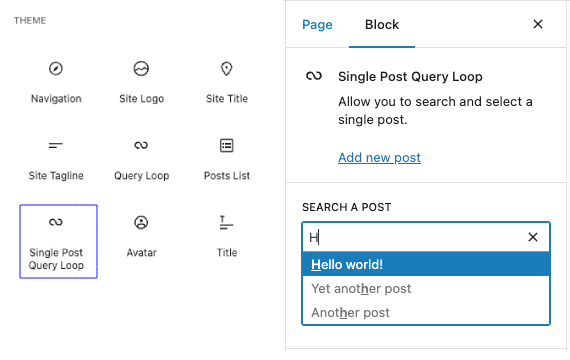 THEME
Navigation
Site Logo
Site Title
Site Tagline
Query Loop
Posts List
Single Post
Query Loop
Avatar
Title
Page
Block
Single Post Query Loop
Allow you to search and select a
single post.
Add new post
SEARCH A POST
H
Hello world!
Yet another post
Another post